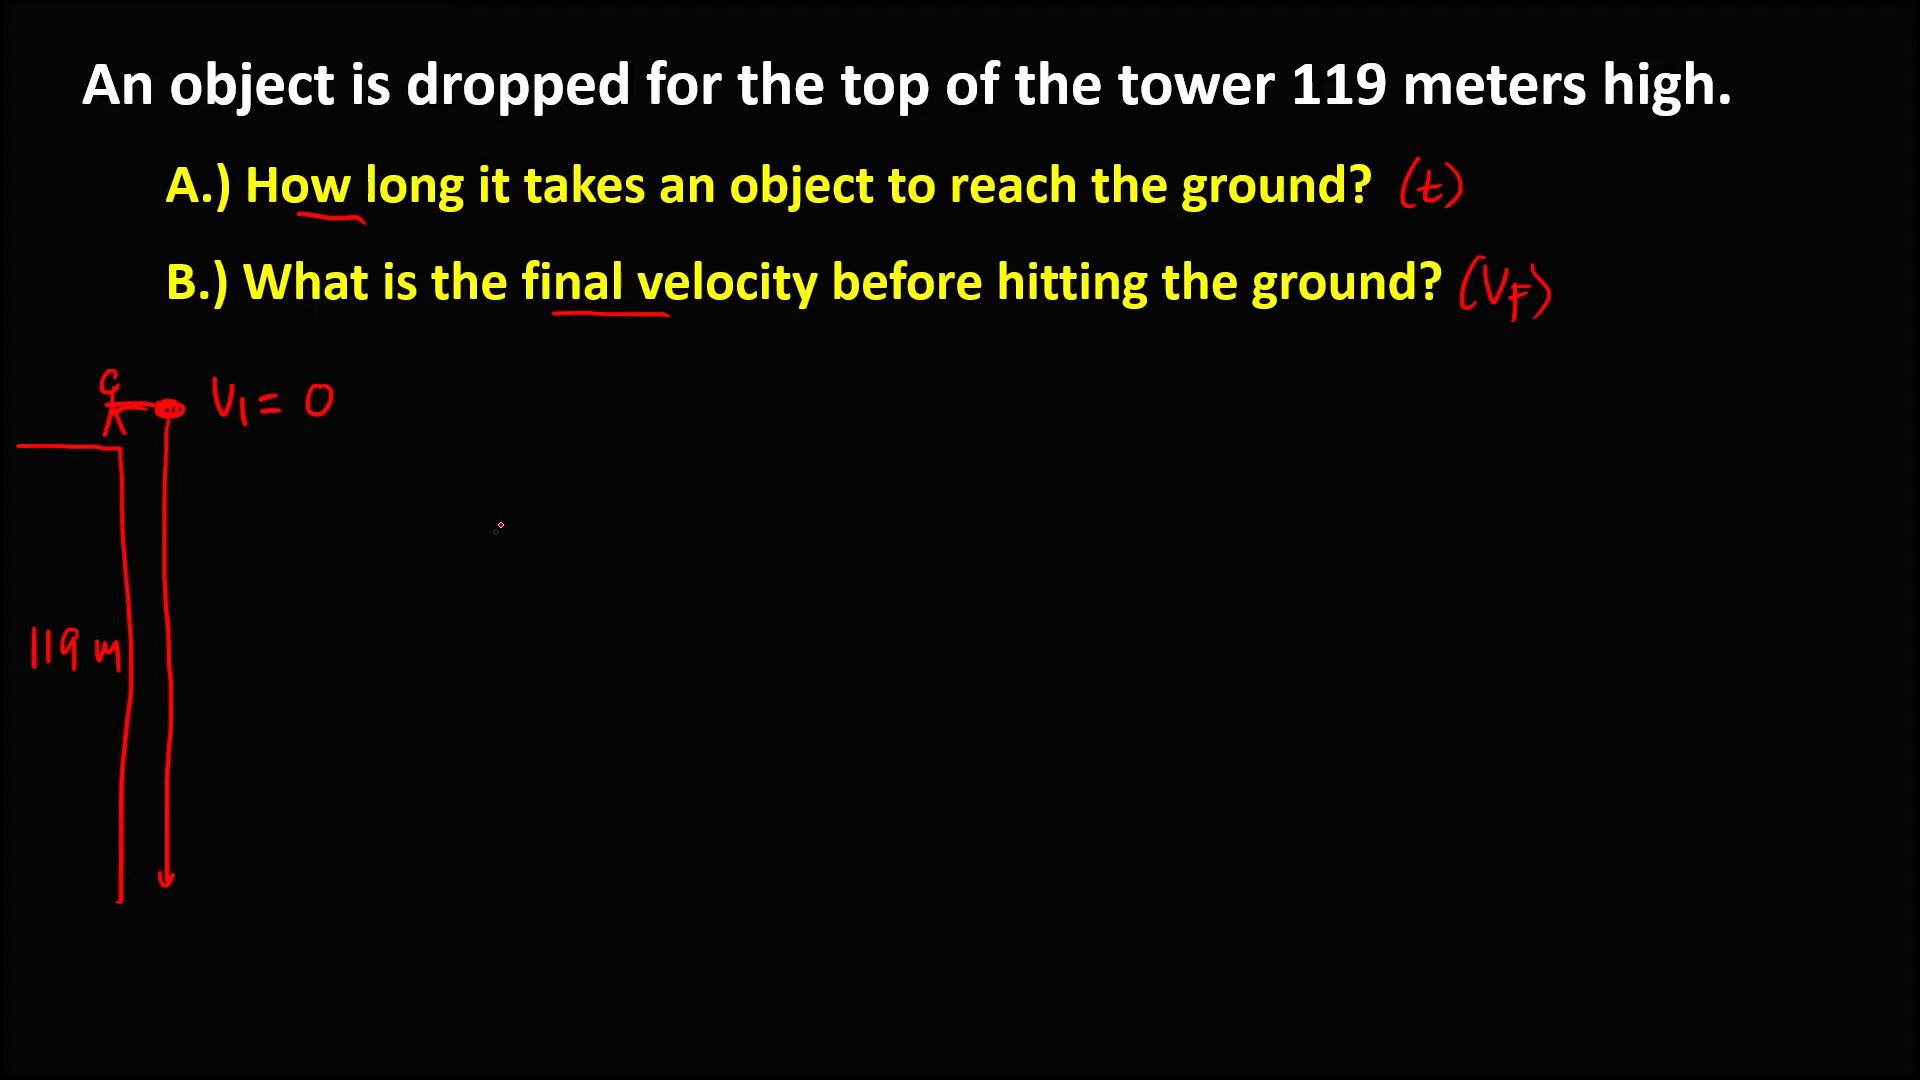 An object is dropped for the top of the tower 119 meters high.
A.) How long it takes an object to reach the ground? (t)
B.) What is the final velocity before hitting the ground? (VF)
V1 = 0
119 m